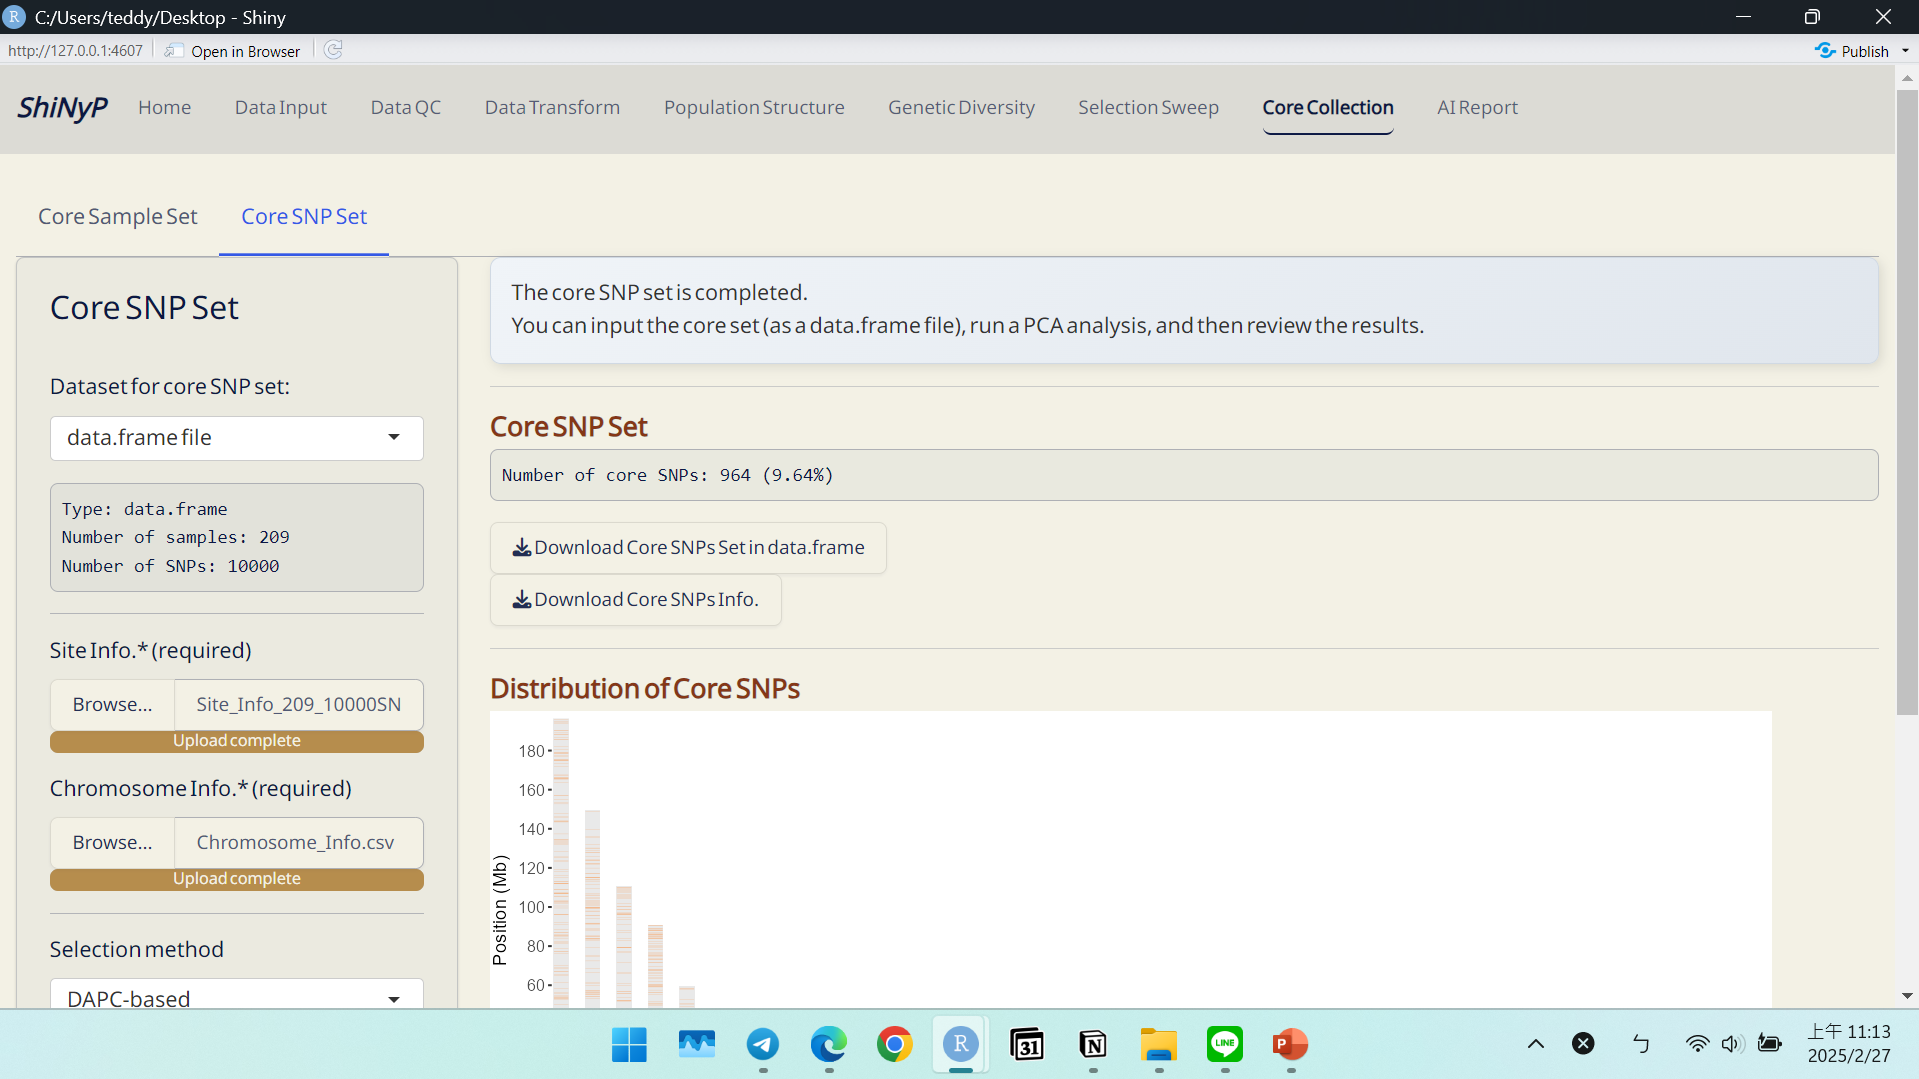 C:/Users/teddy/Desktop - Shiny
http://127.0.0.1:4607
Open in Browser
Publish
ShiNyP
Home
Data Input
Data QC
Data Transform
Population Structure
Genetic Diversity
Selection Sweep
Core Collection
AI Report
Core Sample Set
Core SNP Set
Core SNP Set
Dataset for core SNP set:
data.frame file
Type: data.frame
Number of samples: 209
Number of SNPs: 10000
Site Info.* (required)
Browse...
Site_Info_209_10000SN
Upload complete
Chromosome Info.* (required)
Browse...
Chromosome_Info.csv
Upload complete
Selection method
DAPC-based
The core SNP set is completed.
You can input the core set (as a data.frame file), run a PCA analysis, and then review the results.
Core SNP Set
Number of core SNPs: 964 (9.64%)
Download Core SNPs Set in data.frame
Download Core SNPs Info.
Distribution of Core SNPs
Position (Mb)
180
160
140
120
100
80
60
R
31
N
LINE
P
ㄅ
上午 11:13
2025/2/27